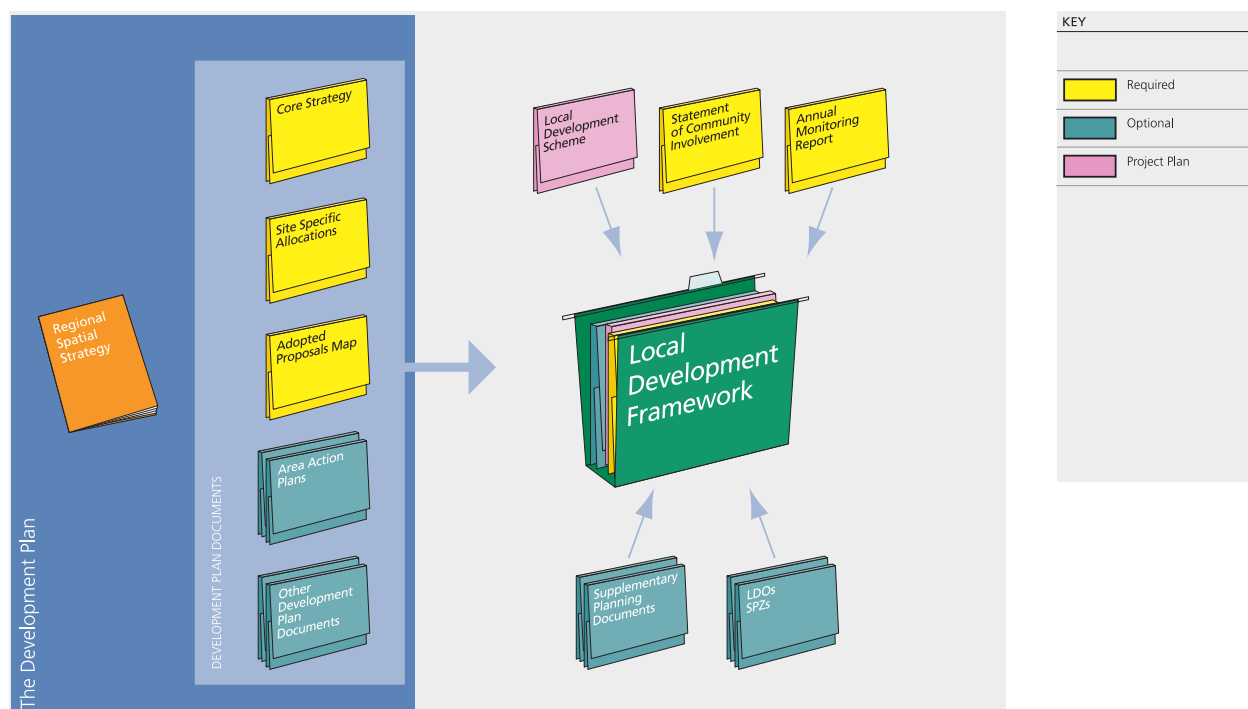 The Development Plan
Regional
Spatial
Strategy
DEVELOPMENT PLAN DOCUMENTS
Core Strategy
Site Specific
Allocations
Adopted
Proposals Map
Area Action
Plans
Other
Development
Plan
Documents
Local
Development
Scheme
Statement
of Community
Involvement
Annual
Monitoring
Report
Local
Development
Framework
Supplementary
Planning
Documents
LDOs
SPZs
KEY
Required
Optional
Project Plan